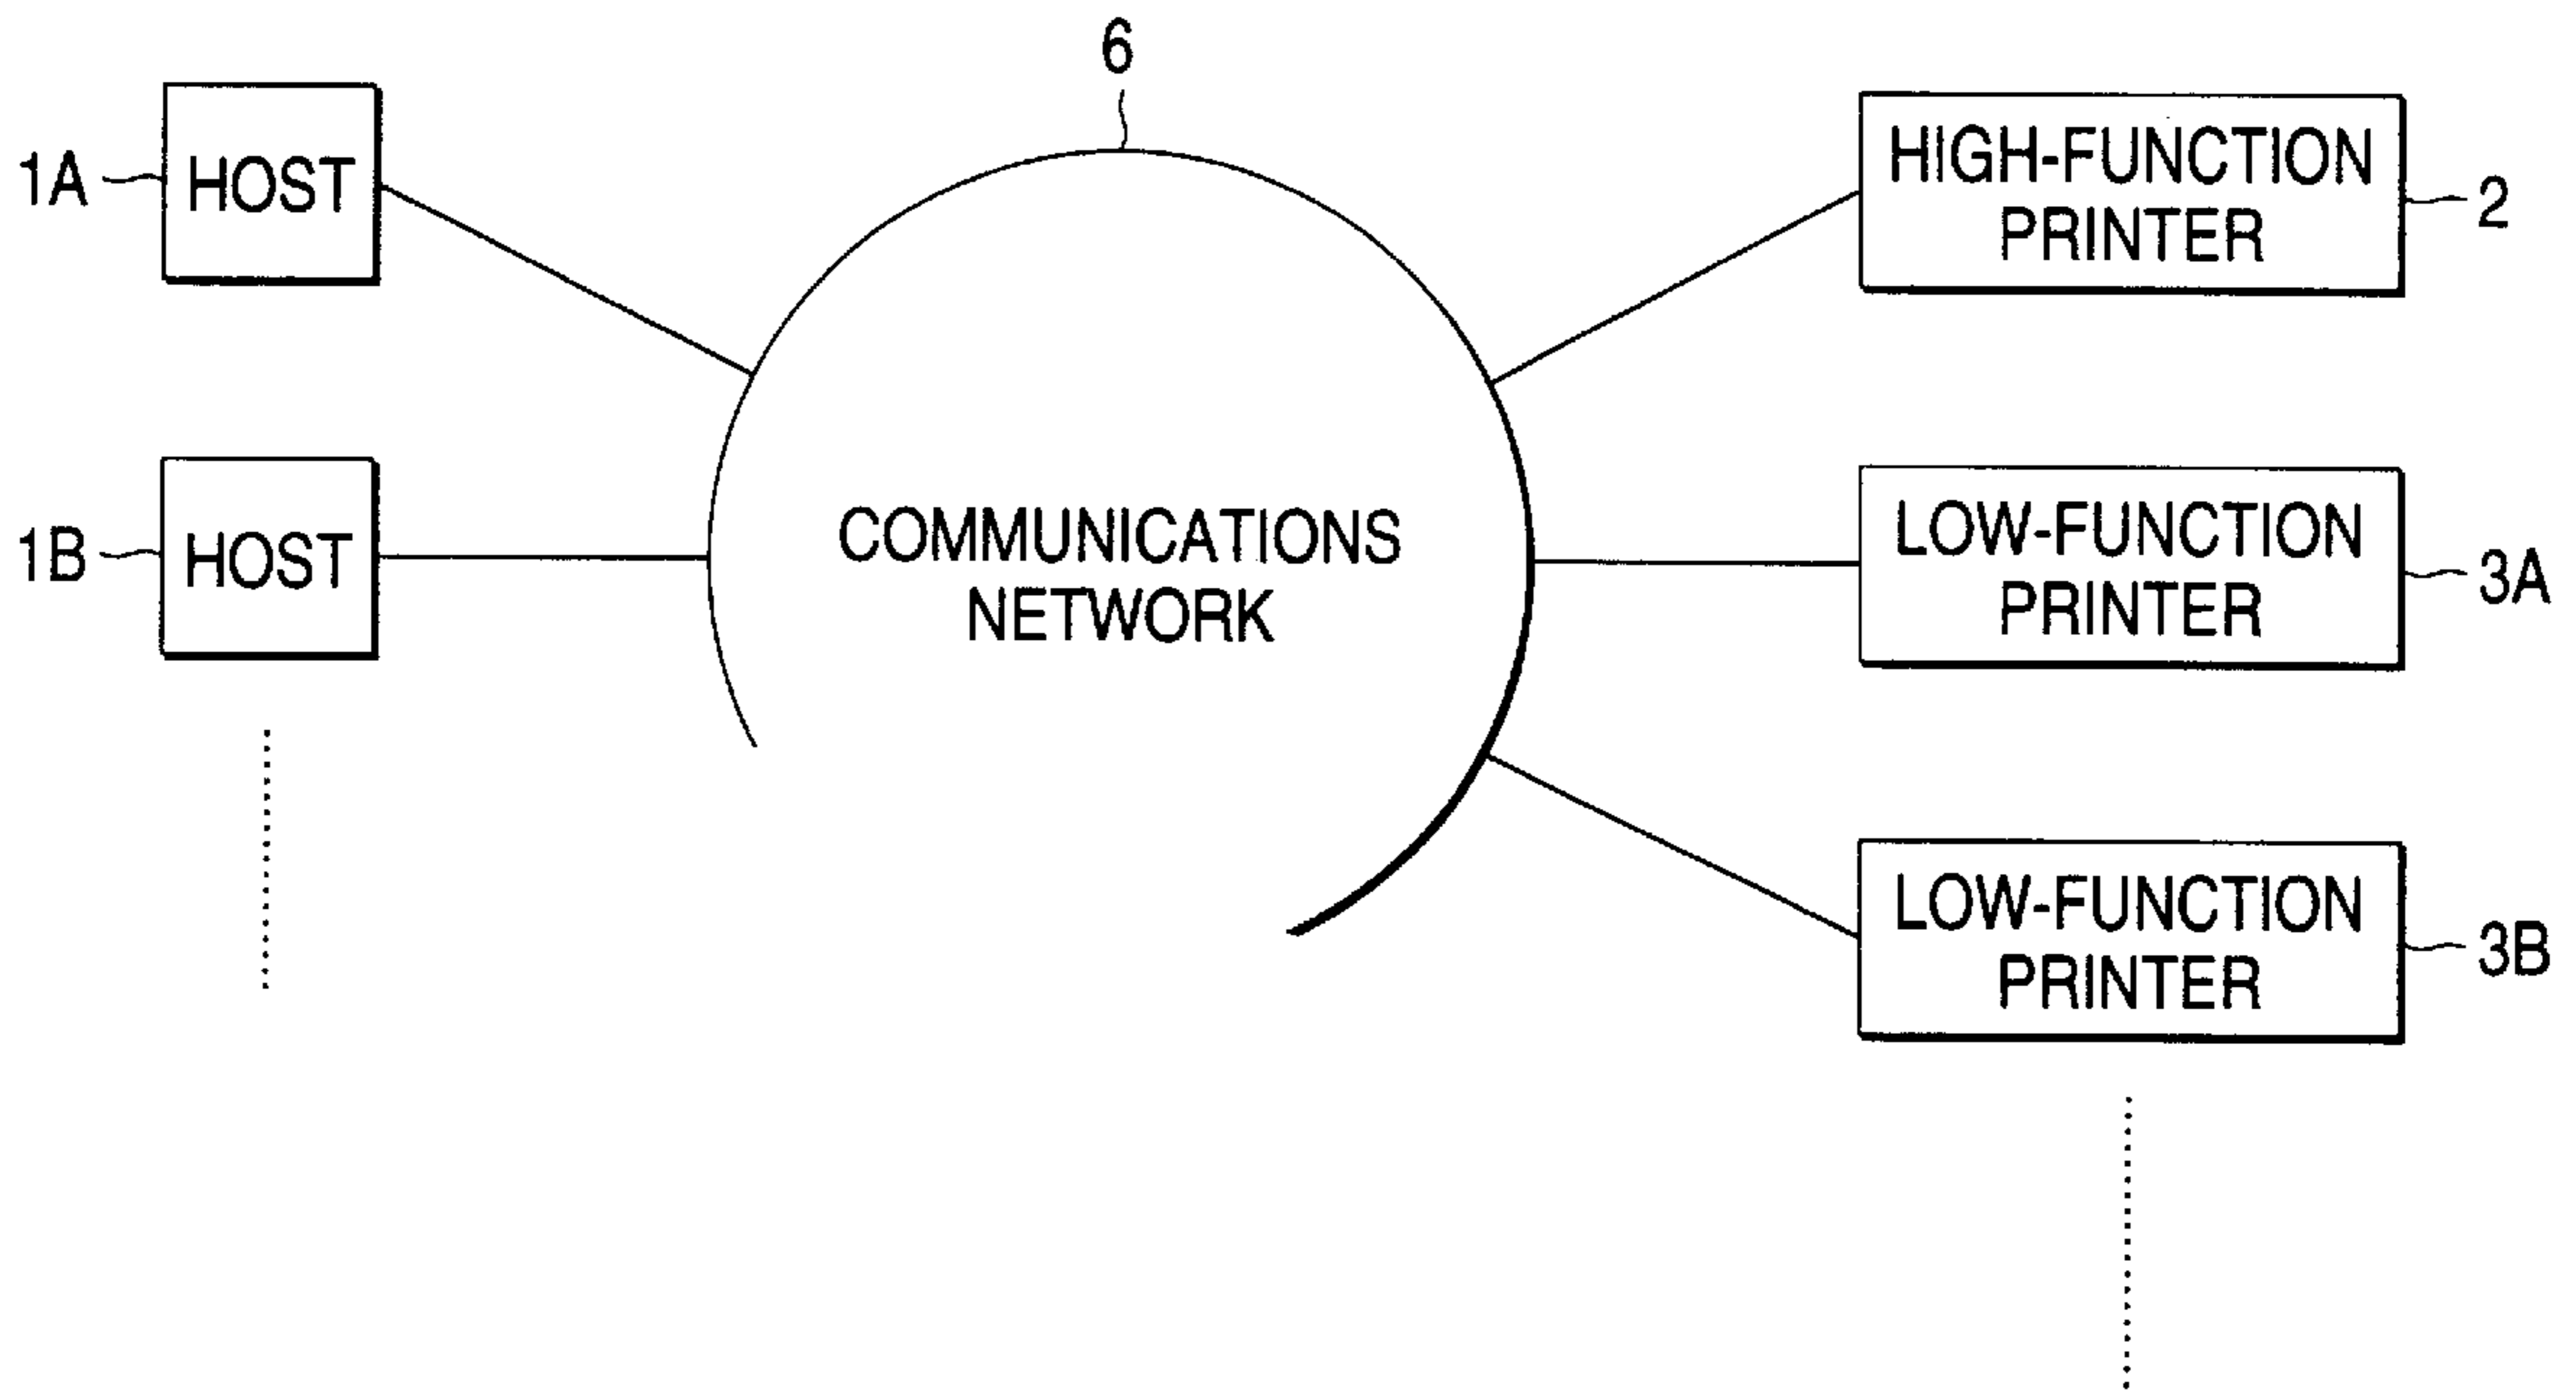 6
1A
HOST
HIGH-FUNCTION
PRINTER
2
1B
HOST
COMMUNICATIONS
NETWORK
LOW-FUNCTION
PRINTER
3A
LOW-FUNCTION
PRINTER
3B